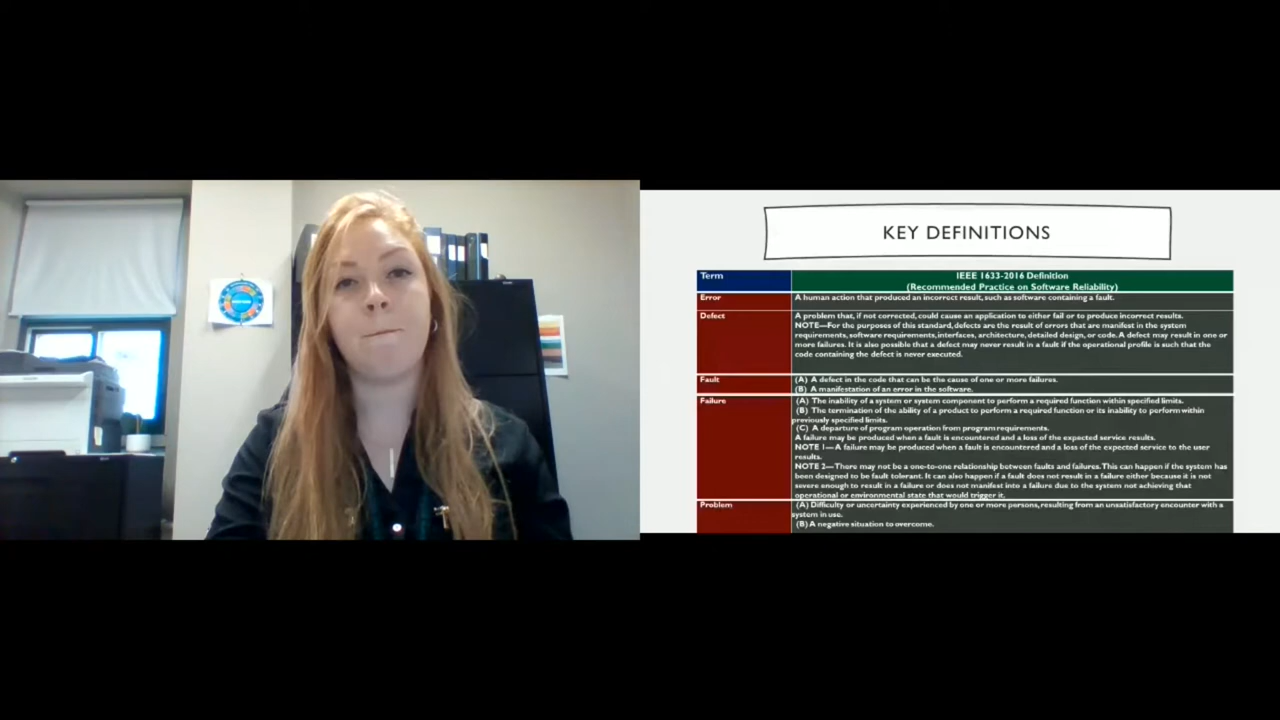 KEY DEFINITIONS
Term
IEEE 1633-2016 Definition
(Recommended Practice on Software Reliability)
Error
A human action that produced an incorrect result, such as software containing a fault.
Defect
A problem that, if not corrected, could cause an application to either fail or to produce incorrect results.
NOTE—For the purposes of this standard, defects are the result of errors that are manifest in the system
requirements, software requirements, interfaces, architecture, detailed design, or code. A defect may result in one or
more failures. It is also possible that a defect may never result in a fault if the operational profile is such that the
code containing the defect is never executed.
Fault
(A) A defect in the code that can be the cause of one or more failures.
(B) A manifestation of an error in the software.
Failure
(A) The inability of a system or system component to perform a required function within specified limits.
(B) The termination of the ability of a product to perform a required function or its inability to perform within
previously specified limits.
(C) A departure of program operation from program requirements.
A failure may be produced when a fault is encountered and a loss of the expected service results.
NOTE 1—A failure may be produced when a fault is encountered and a loss of the expected service to the user
results.
NOTE 2—There may not be a one-to-one relationship between faults and failures. This can happen if the system has
been designed to be fault tolerant. It can also happen if a fault does not result in a failure either because it is not
severe enough to result in a failure or does not manifest into a failure due to the system not achieving that
operational or environmental state that would trigger it.
Problem
(A) Difficulty or uncertainty experienced by one or more persons, resulting from an unsatisfactory encounter with a
system in use.
(B) A negative situation to overcome.